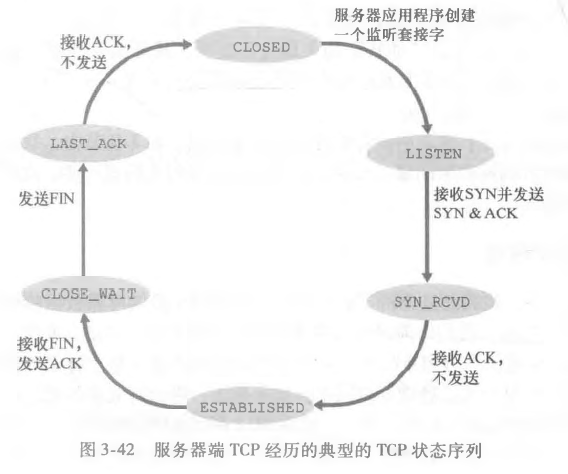 服务器应用程序创建
一个监听套接字
接收ACK,
不发送
CLOSED
LAST_ACK
LISTEN
发送FIN
接收SYN并发送
SYN & ACK
CLOSE_WAIT
SYN_RCVD
接收FIN,
发送ACK
接收ACK,
不发送
ESTABLISHED
图 3-42 服务器端 TCP 经历的典型的 TCP 状态序列